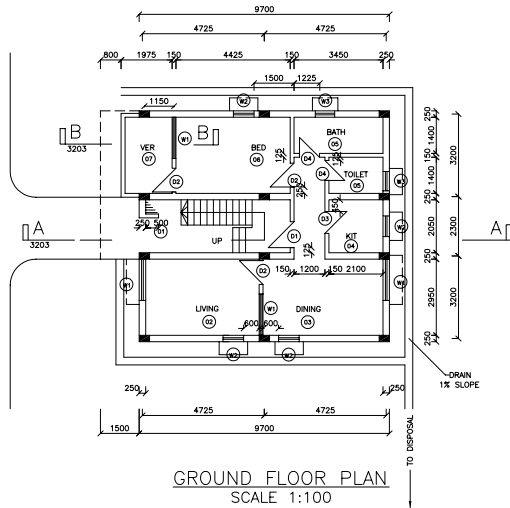 9700
4725 4725
800 1975 150 4425 150 3450 250
1500 1225
1150
W2 W3
B B
3203
VER
07
W1
BED
06
BATH
05
D4
125
125
D2
D2
D4
TOILET
05
W3
250
250 1400 150 1400 250 2050 250 2950 250
3200 2300 3200
A A
3203
250 500
01
UP
D1
D3
450
KIT
04
W2
125
150 1200 150 2100
D2
W1
LIVING
02
W1
DINING
03
600 600
W2 W2
250 250
DRAIN
1% SLOPE
4725 4725
1500 9700
TO DISPOSAL
GROUND FLOOR PLAN
SCALE 1:100